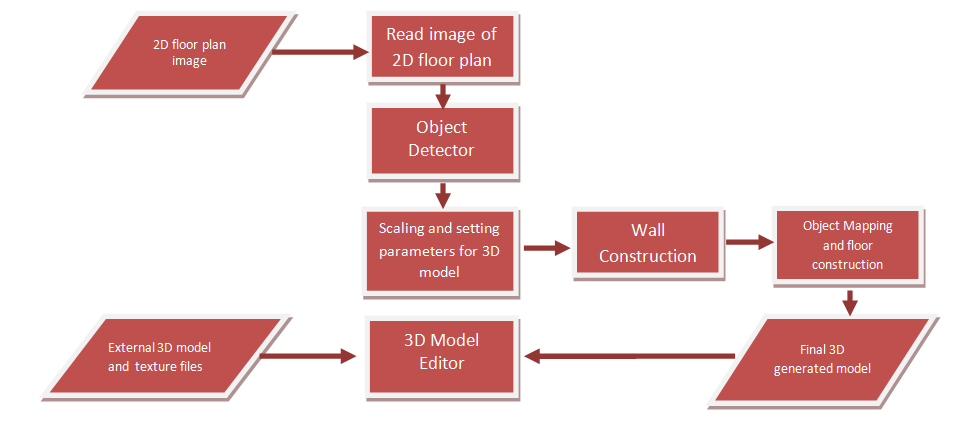 2D floor plan
image
Read image of
2D floor plan
Object
Detector
Scaling and setting
parameters for 3D
model
Wall
Construction
Object Mapping
and floor
construction
External 3D model
and texture files
3D Model
Editor
Final 3D
generated model